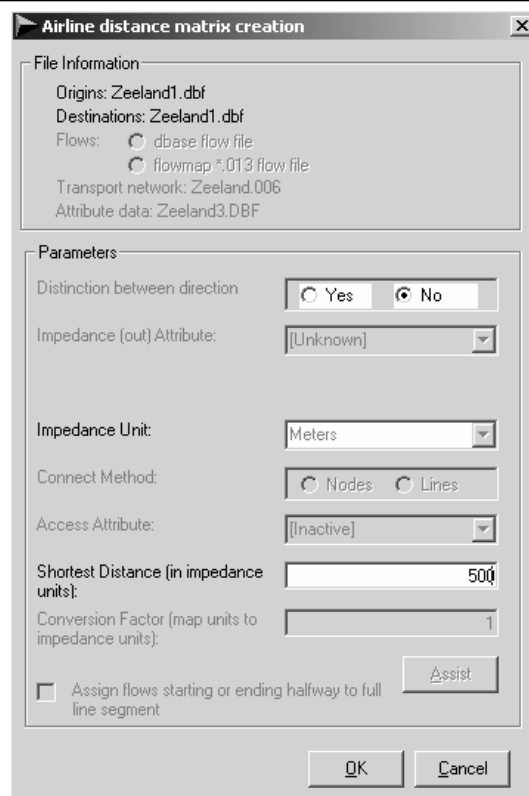 Airline distance matrix creation
File Information
Origins: Zeeland1.dbf
Destinations: Zeeland1.dbf
Flows: dbase flow file
flowmap *.013 flow file
Transport network: Zeeland.006
Attribute data: Zeeland3.DBF
Parameters
Distinction between direction Yes No
Impedance (out) Attribute: [Unknown]
Impedance Unit: Meters
Connect Method: Nodes Lines
Access Attribute: [Inactive]
Shortest Distance (in impedance
units): 500
Conversion Factor (map units to
impedance units): 1
Assist
Assign flows starting or ending halfway to full
line segment
OK Cancel